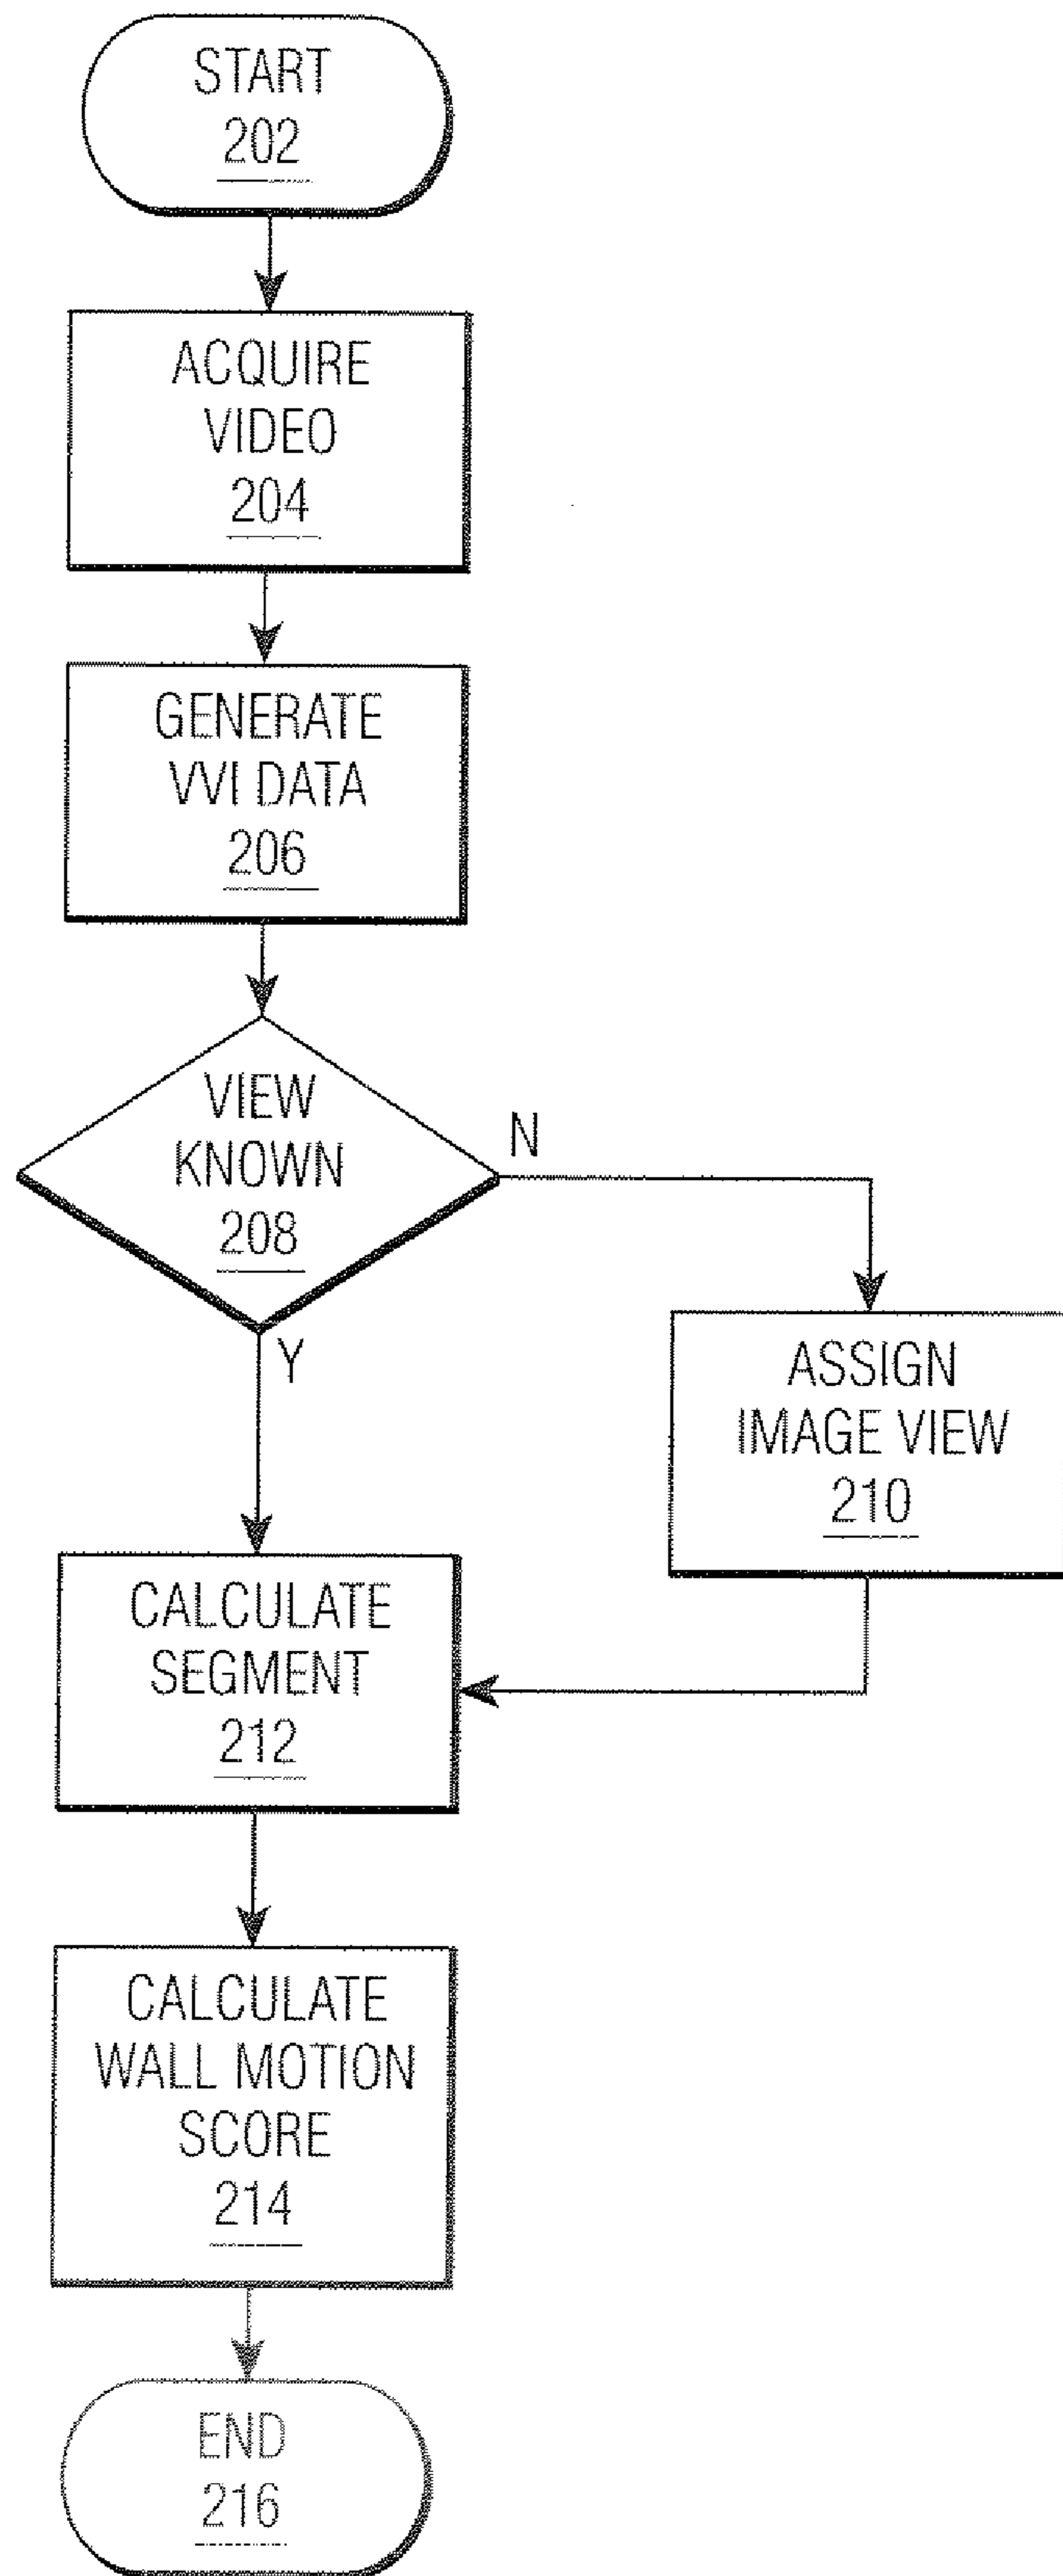 START
202
ACQUIRE
VIDEO
204
GENERATE
VVI DATA
206
VIEW
KNOWN
208
N
Y
ASSIGN
IMAGE VIEW
210
CALCULATE
SEGMENT
212
CALCULATE
WALL MOTION
SCORE
214
END
216